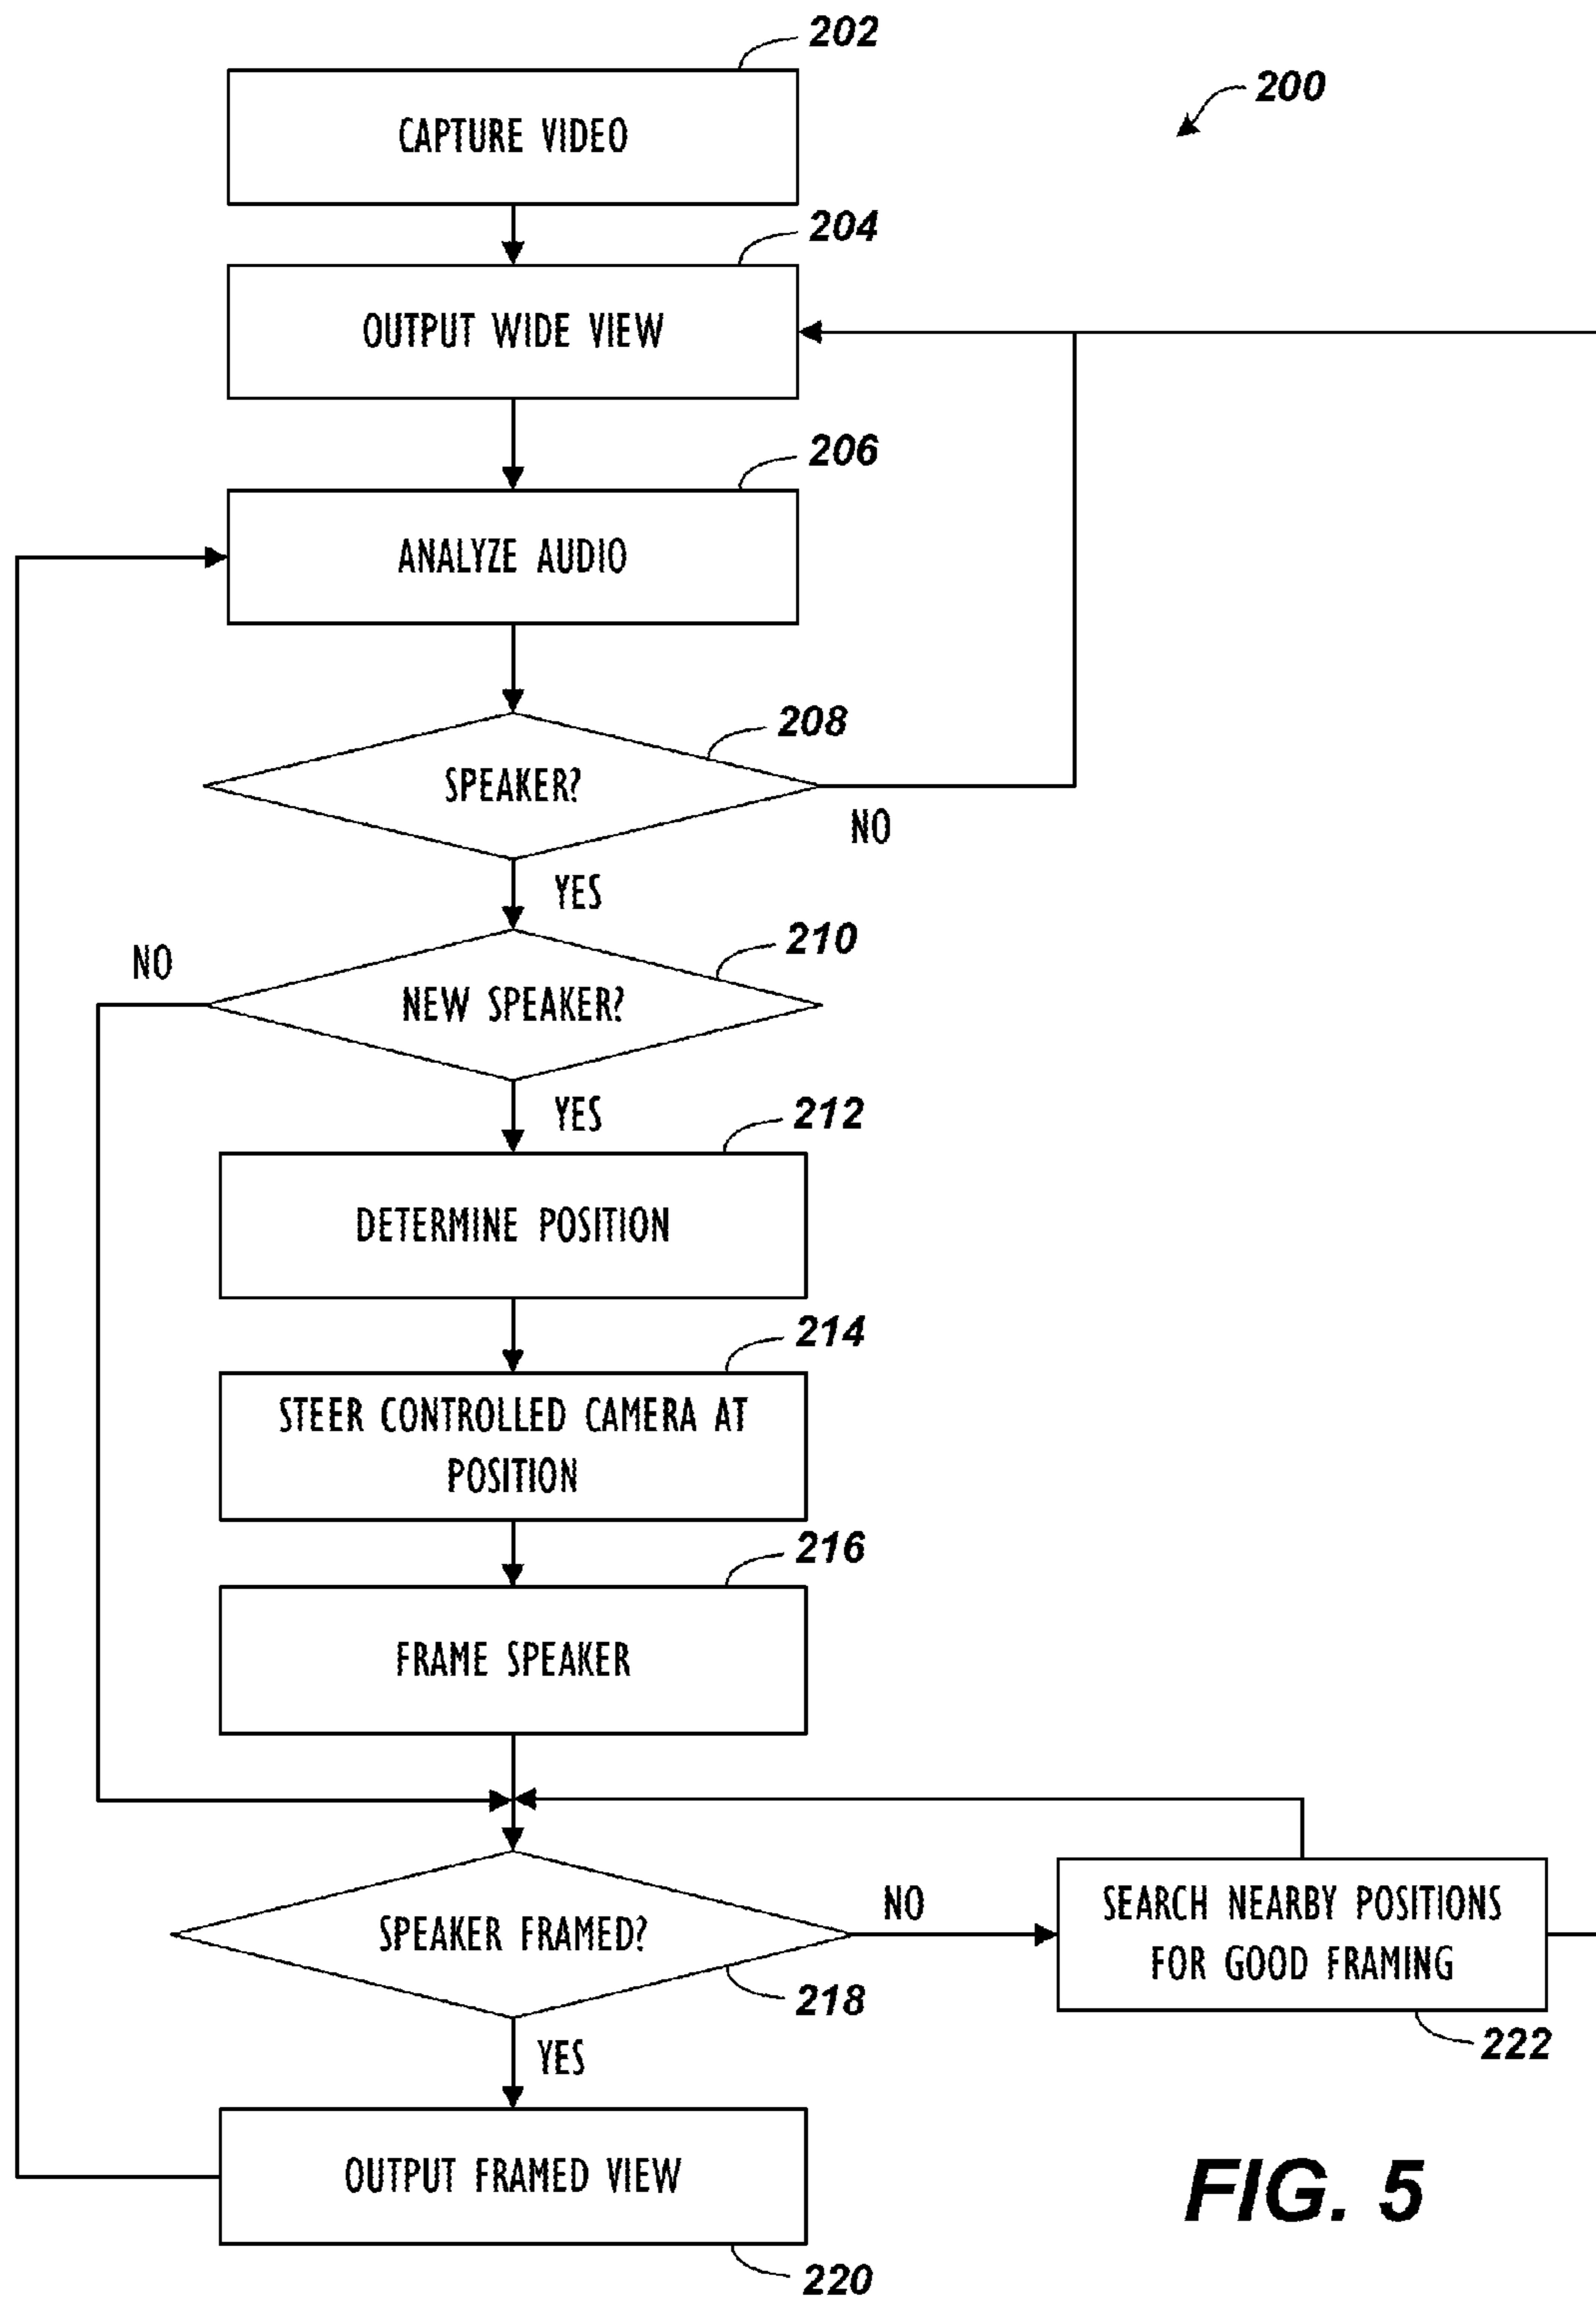 202
CAPTURE VIDEO
200
204
OUTPUT WIDE VIEW
206
ANALYZE AUDIO
208
SPEAKER?
NO
YES
210
NO
NEW SPEAKER?
YES
212
DETERMINE POSITION
214
STEER CONTROLLED CAMERA AT
POSITION
216
FRAME SPEAKER
SPEAKER FRAMED?
NO
218
SEARCH NEARBY POSITIONS
FOR GOOD FRAMING
222
YES
OUTPUT FRAMED VIEW
220
FIG. 5